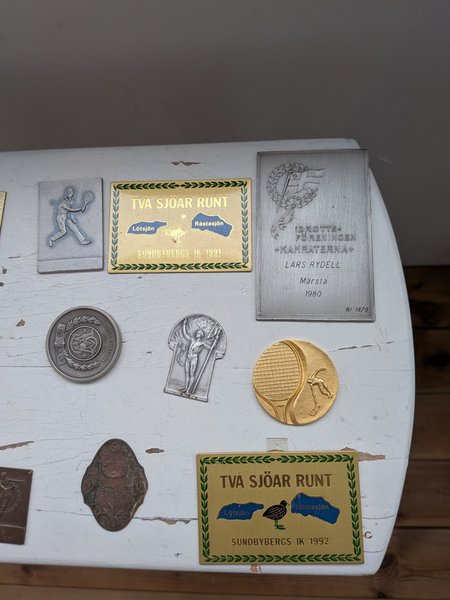 TVÅ SJÖAR RUNT
Lötsjön
Råstasjön
SUNDBYBERGS IK 1991
IDROTTS
FÖRENINGEN
KAMRATERNA
LARS RYDELL
Märsta
1980
Nr 1479
TVÅ SJÖAR RUNT
Lötsjön
Råstasjön
SUNDBYBERGS IK 1992